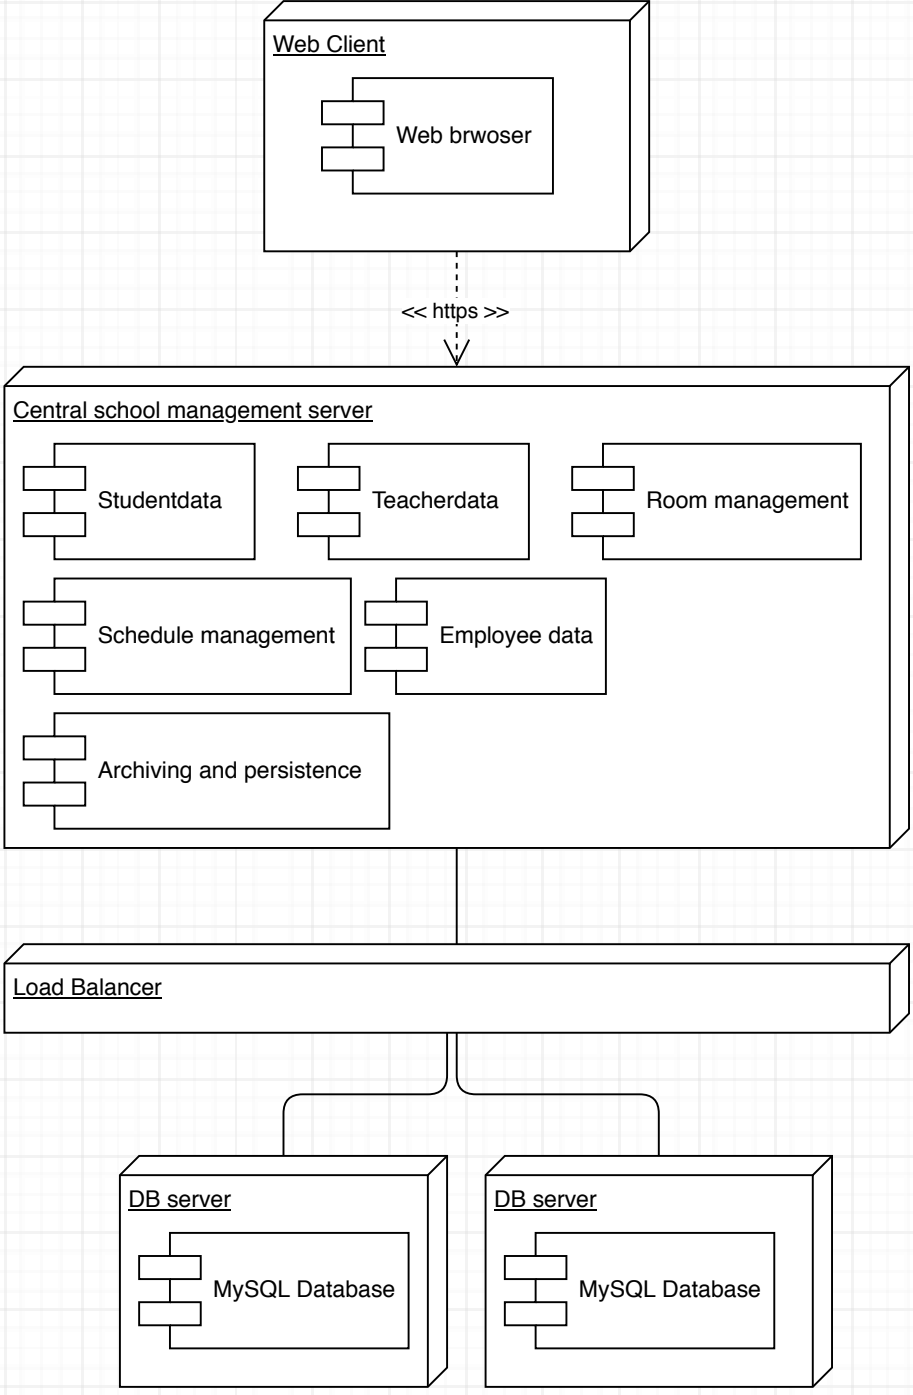 Web Client
Web brwoser
<< https >>
Central school management server
Studentdata
Teacherdata
Room management
Schedule management
Employee data
Archiving and persistence
Load Balancer
DB server
MySQL Database
DB server
MySQL Database